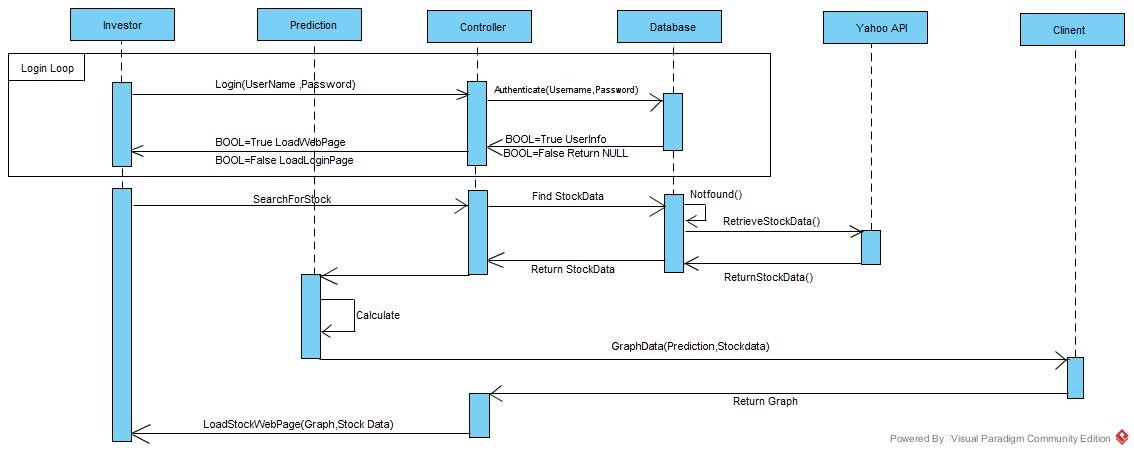 Investor
Prediction
Controller
Database
Yahoo API
Clinent
Login Loop
Login(UserName ,Password)
Authenticate(Username,Password)
BOOL=True UserInfo
BOOL=False Return NULL
BOOL=True LoadWebPage
BOOL=False LoadLoginPage
SearchForStock
Find StockData
Notfound()
RetrieveStockData()
Return StockData
ReturnStockData()
Calculate
GraphData(Prediction,Stockdata)
Return Graph
LoadStockWebPage(Graph,Stock Data)
Powered By Visual Paradigm Community Edition